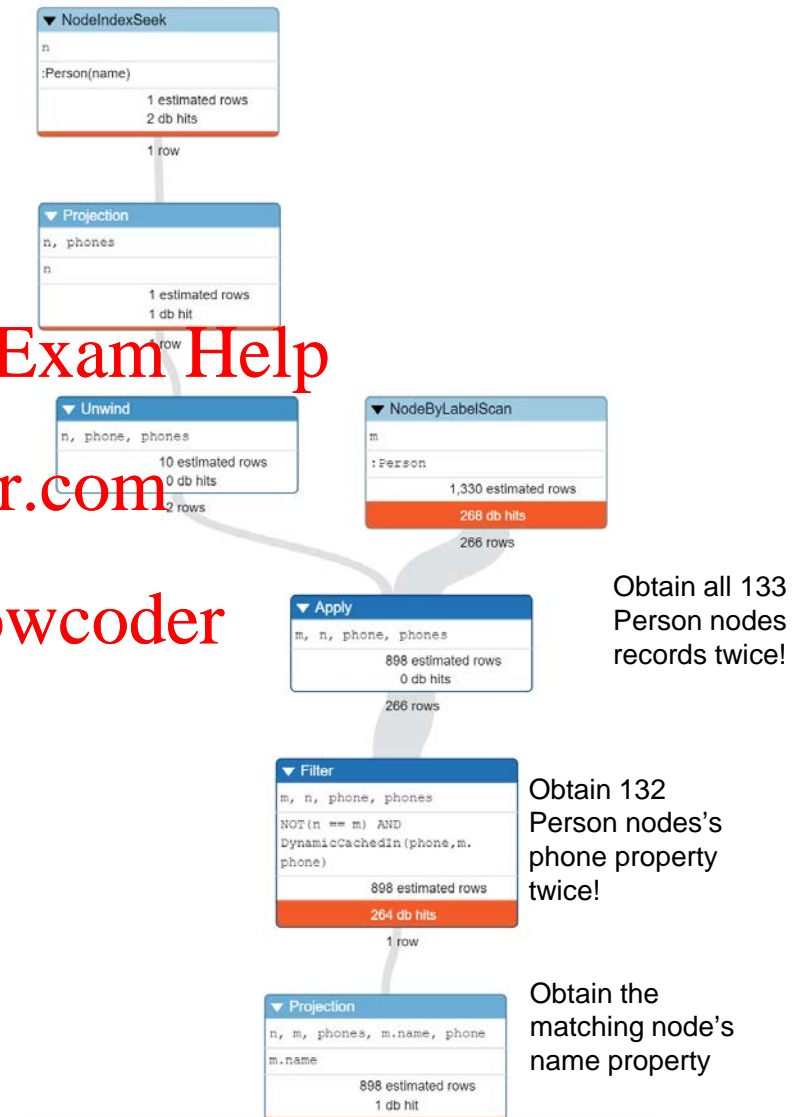 ▼ NodeIndexSeek
n
:Person(name)
1 estimated rows
2 db hits
1 row
▼ Projection
n, phones
n
1 estimated rows
1 db hit
row
Exam Help
▼ Unwind
n, phone, phones
10 estimated rows
0 db hits
2 rows
r.com
▼ NodeByLabelScan
m
:Person
1,330 estimated rows
268 db hits
266 rows
Obtain all 133
Person nodes
records twice!
owcoder
▼ Apply
m, n, phone, phones
898 estimated rows
0 db hits
266 rows
▼ Filter
m, n, phone, phones
NOT(n == m) AND
DynamicCachedIn(phone,m.
phone)
898 estimated rows
264 db hits
1 row
Obtain 132
Person nodes's
phone property
twice!
▼ Projection
n, m, phones, m.name, phone
m.name
898 estimated rows
1 db hit
Obtain the
matching node's
name property